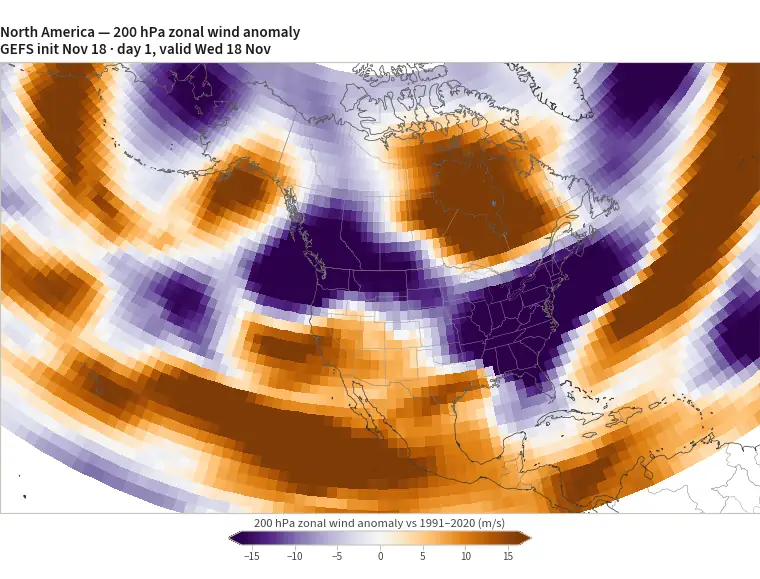 North America — 200 hPa zonal wind anomaly
GEFS init Nov 18 · day 1, valid Wed 18 Nov
200 hPa zonal wind anomaly vs 1991–2020 (m/s)
−15 −10 −5 0 5 10 15